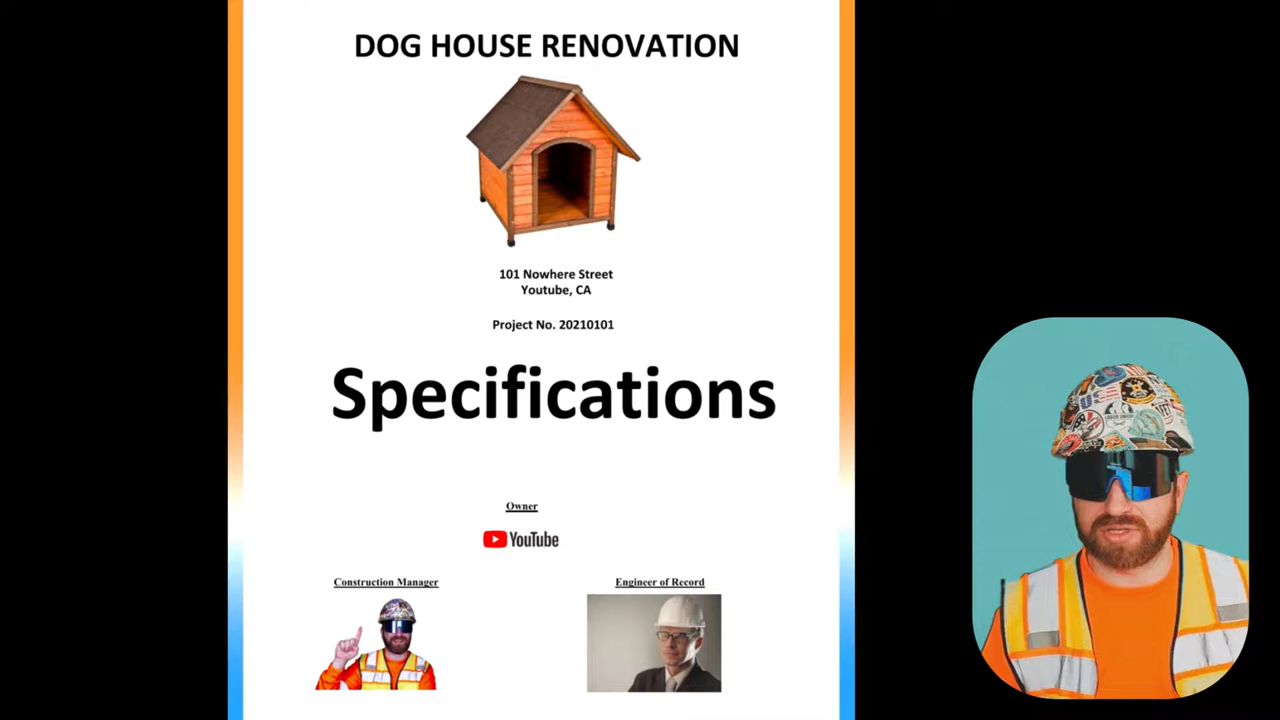 DOG HOUSE RENOVATION
101 Nowhere Street
Youtube, CA
Project No. 20210101
Specifications
Owner
YouTube
Construction Manager
Engineer of Record